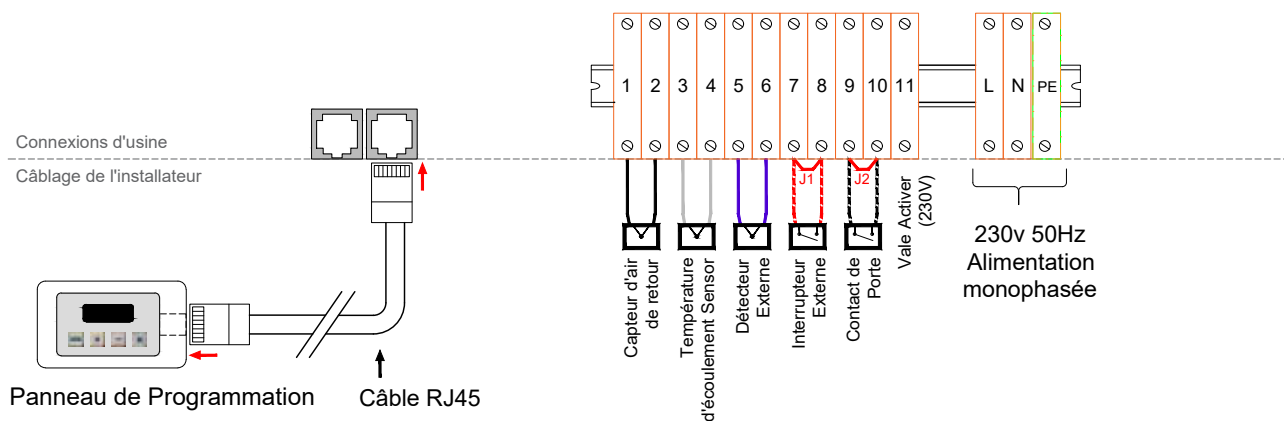 1 2 3 4 5 6 7 8 9 10 11 L N PE
Connexions d'usine
Câblage de l'installateur
J1 J2
Capteur d'air
de retour
Température
d'écoulement Sensor
Détecteur
Externe
Interrupteur
Externe
Contact de
Porte
Vale Activer
(230V)
230v 50Hz
Alimentation
monophasée
Panneau de Programmation
Câble RJ45